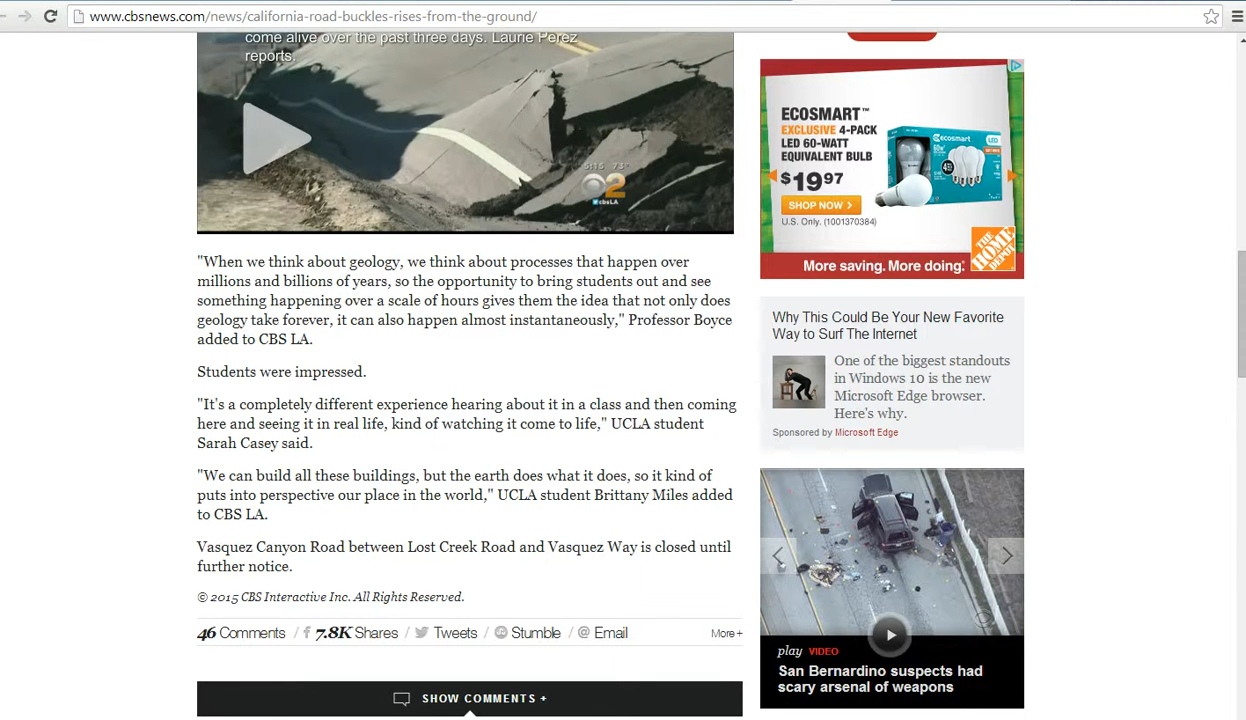 www.cbsnews.com/news/california-road-buckles-rises-from-the-ground/
come alive over the past three days. Laurie Perez
reports.
5:15 73°
2
cbsLA
"When we think about geology, we think about processes that happen over
millions and billions of years, so the opportunity to bring students out and see
something happening over a scale of hours gives them the idea that not only does
geology take forever, it can also happen almost instantaneously," Professor Boyce
added to CBS LA.
Students were impressed.
"It's a completely different experience hearing about it in a class and then coming
here and seeing it in real life, kind of watching it come to life," UCLA student
Sarah Casey said.
"We can build all these buildings, but the earth does what it does, so it kind of
puts into perspective our place in the world," UCLA student Brittany Miles added
to CBS LA.
Vasquez Canyon Road between Lost Creek Road and Vasquez Way is closed until
further notice.
© 2015 CBS Interactive Inc. All Rights Reserved.
46 Comments / f 7.8K Shares / Tweets / Stumble / @ Email More +
SHOW COMMENTS +
ECOSMART™
EXCLUSIVE 4-PACK
LED 60-WATT
EQUIVALENT BULB
$1997
SHOP NOW >
U.S. Only. (1001370384)
ecosmart
LED
THE HOME DEPOT
More saving. More doing.
Why This Could Be Your New Favorite
Way to Surf The Internet
One of the biggest standouts
in Windows 10 is the new
Microsoft Edge browser.
Here's why.
Sponsored by Microsoft Edge
play VIDEO
San Bernardino suspects had
scary arsenal of weapons